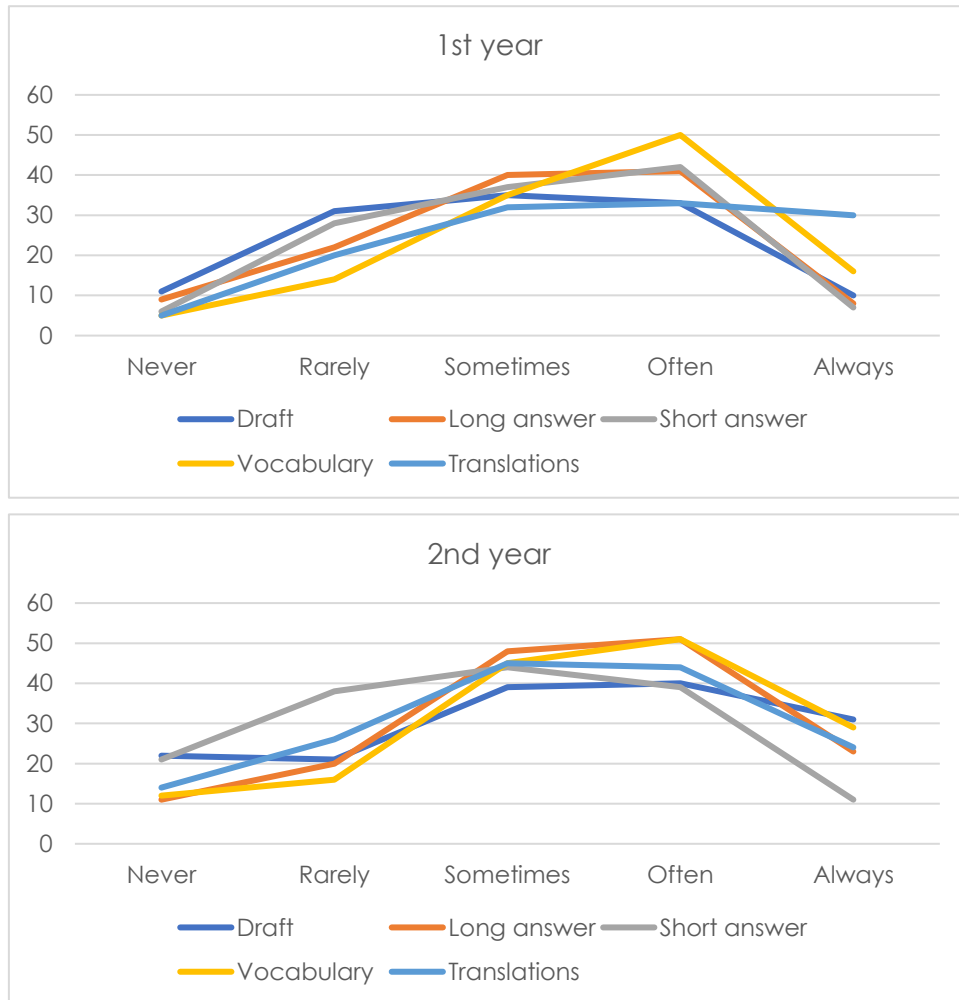 1st year
60
50
40
30
20
10
0
Never Rarely Sometimes Often Always
Draft Long answer Short answer
Vocabulary Translations
2nd year
60
50
40
30
20
10
0
Never Rarely Sometimes Often Always
Draft Long answer Short answer
Vocabulary Translations